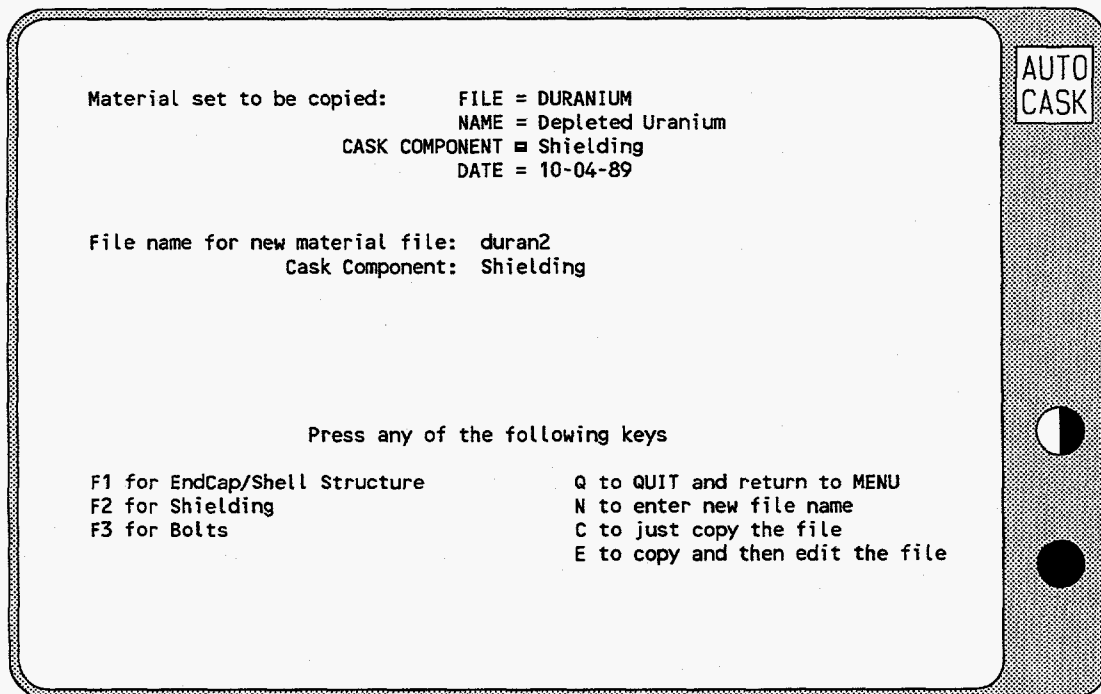 AUTO
CASK
Material set to be copied: FILE = DURANIUM
NAME = Depleted Uranium
CASK COMPONENT = Shielding
DATE = 10-04-89
File name for new material file: duran2
Cask Component: Shielding
Press any of the following keys
F1 for EndCap/Shell Structure Q to QUIT and return to MENU
F2 for Shielding N to enter new file name
F3 for Bolts C to just copy the file
E to copy and then edit the file